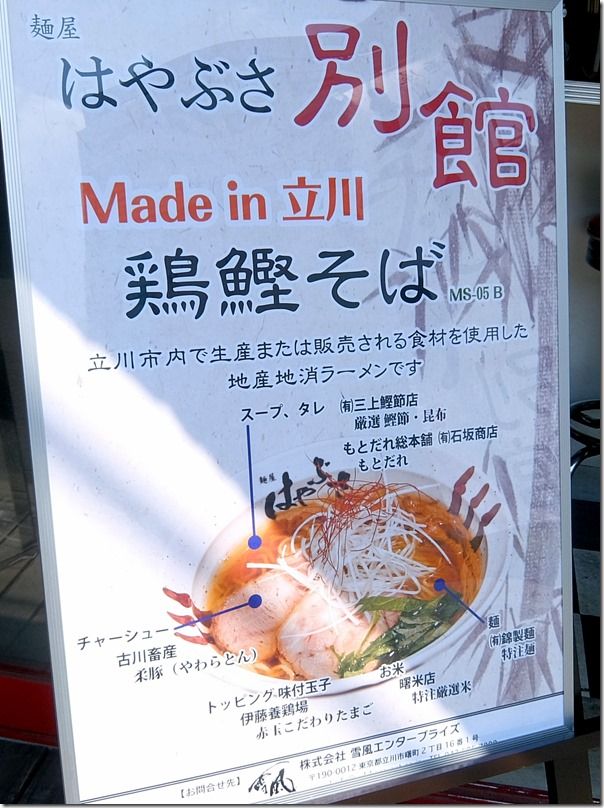 麺屋
はやぶさ
別館
Made in 立川
鶏鰹そば
MS-05 B
立川市内で生産または販売される食材を使用した
地産地消ラーメンです
スープ、タレ
㈲三上鰹節店
厳選 鰹節・昆布
もとだれ総本舗 ㈲石坂商店
もとだれ
麺屋
はやぶさ
チャーシュー
古川畜産
柔豚（やわらとん）
麺
㈲錦製麺
特注麺
トッピング 味付玉子
伊藤養鶏場
赤玉こだわりたまご
お米
曙米店
特注厳選米
【お問合せ先】
雪風
株式会社 雪風エンタープライズ
〒190-0012 東京都立川市曙町２丁目16番1号